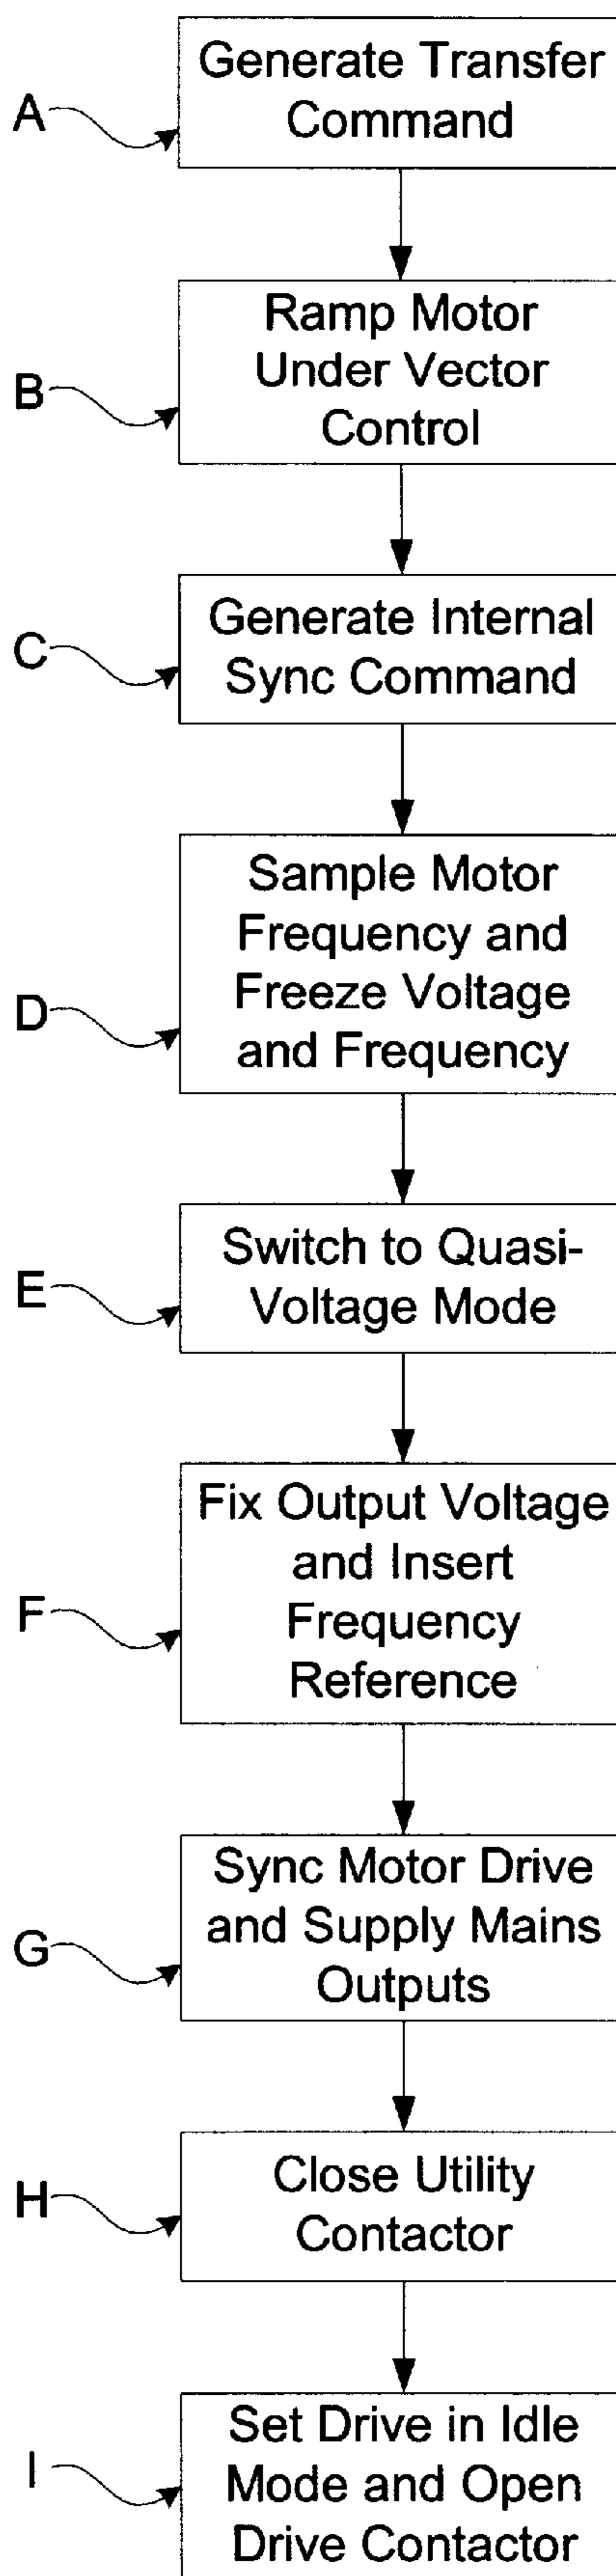 A
Generate Transfer
Command
B
Ramp Motor
Under Vector
Control
C
Generate Internal
Sync Command
D
Sample Motor
Frequency and
Freeze Voltage
and Frequency
E
Switch to Quasi-
Voltage Mode
F
Fix Output Voltage
and Insert
Frequency
Reference
G
Sync Motor Drive
and Supply Mains
Outputs
H
Close Utility
Contactor
I
Set Drive in Idle
Mode and Open
Drive Contactor